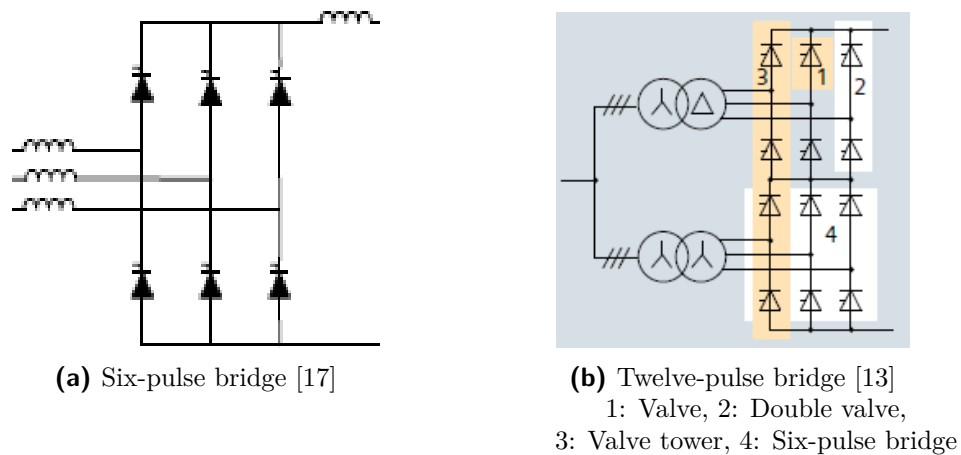 3
1
2
4
(a) Six-pulse bridge [17]
(b) Twelve-pulse bridge [13]
1: Valve, 2: Double valve,
3: Valve tower, 4: Six-pulse bridge